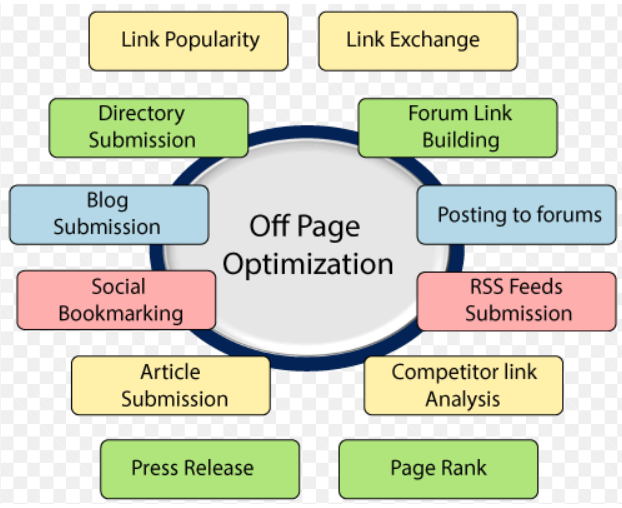 Link Popularity
Link Exchange
Directory
Submission
Forum Link
Building
Blog
Submission
Posting to forums
Off Page
Optimization
Social
Bookmarking
RSS Feeds
Submission
Article
Submission
Competitor link
Analysis
Press Release
Page Rank